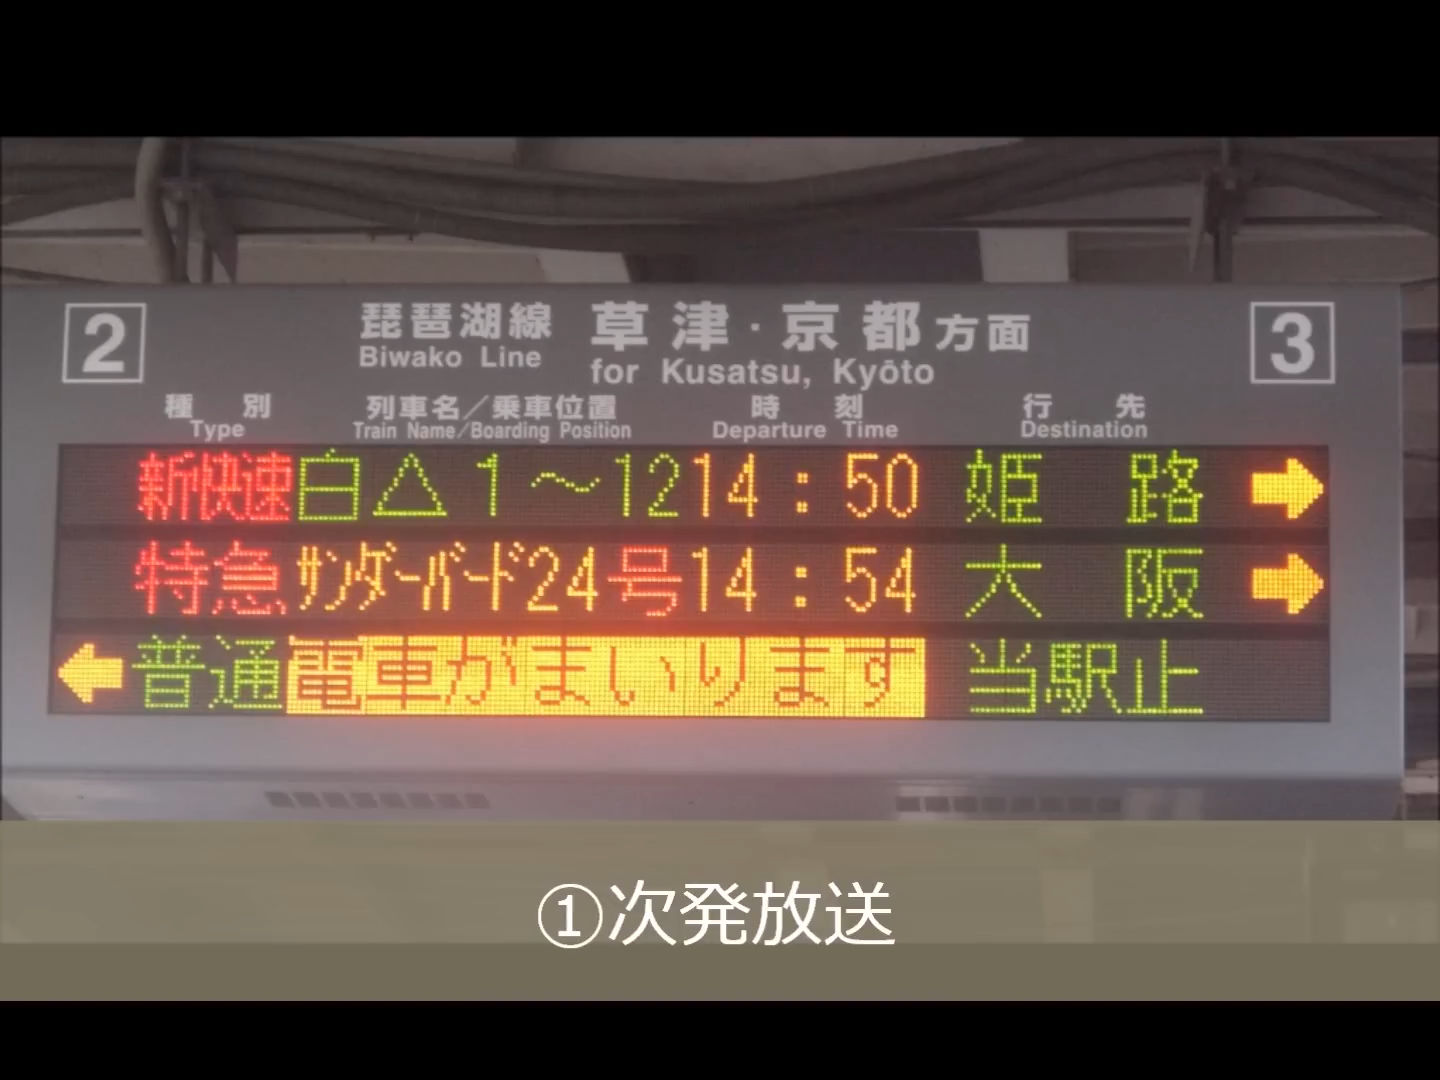 2 琵琶湖線 草津・京都方面 3
Biwako Line for Kusatsu, Kyōto
種別 列車名／乗車位置 時刻 行先
Type Train Name/Boarding Position Departure Time Destination
新快速 白△ 1～12 14:50 姫路 →
特急 サンダーバード24号 14:54 大阪 →
← 普通 電車がまいります 当駅止
①次発放送